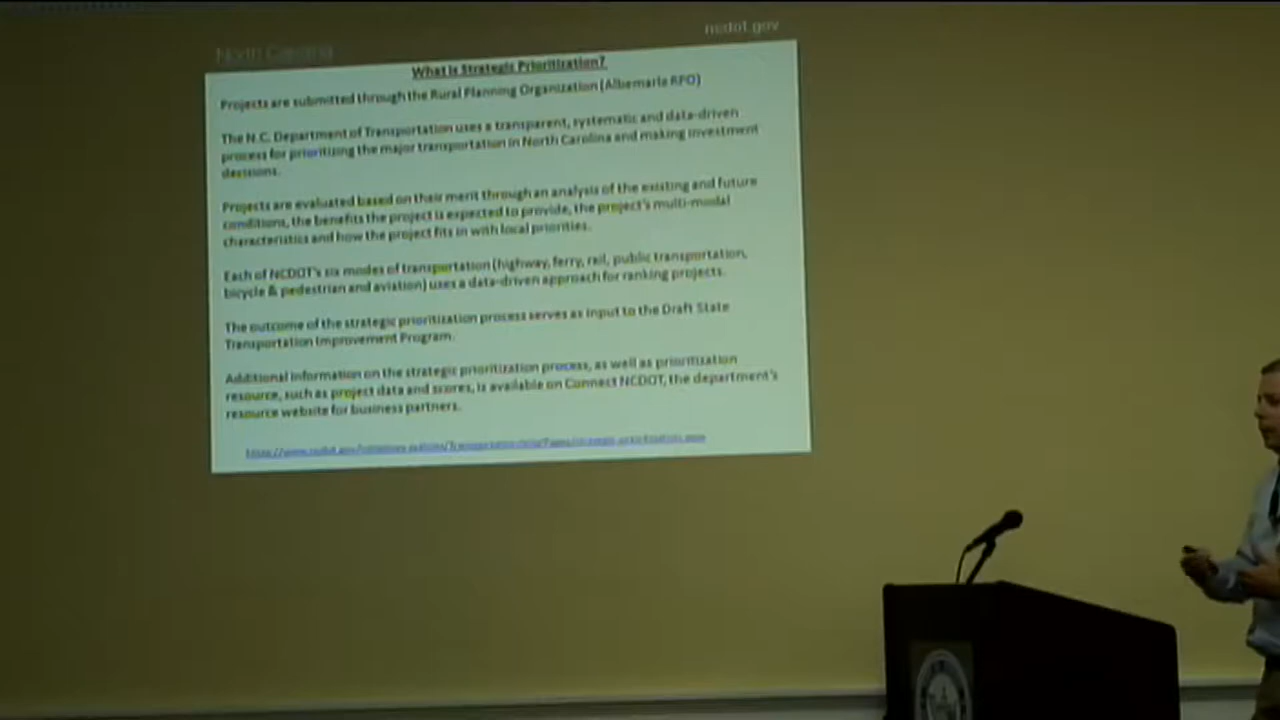 ncdot.gov
North Carolina
What is Strategic Prioritization?
Projects are submitted through the Rural Planning Organization (Albemarle RPO)
The N.C. Department of Transportation uses a transparent, systematic and data-driven
process for prioritizing the major transportation in North Carolina and making investment
decisions.
Projects are evaluated based on their merit through an analysis of the existing and future
conditions, the benefits the project is expected to provide, the project's multi-modal
characteristics and how the project fits in with local priorities.
Each of NCDOT's six modes of transportation (highway, ferry, rail, public transportation,
bicycle & pedestrian and aviation) uses a data-driven approach for ranking projects.
The outcome of the strategic prioritization process serves as input to the Draft State
Transportation Improvement Program.
Additional information on the strategic prioritization process, as well as prioritization
resource, such as project data and scores, is available on Connect NCDOT, the department's
resource website for business partners.